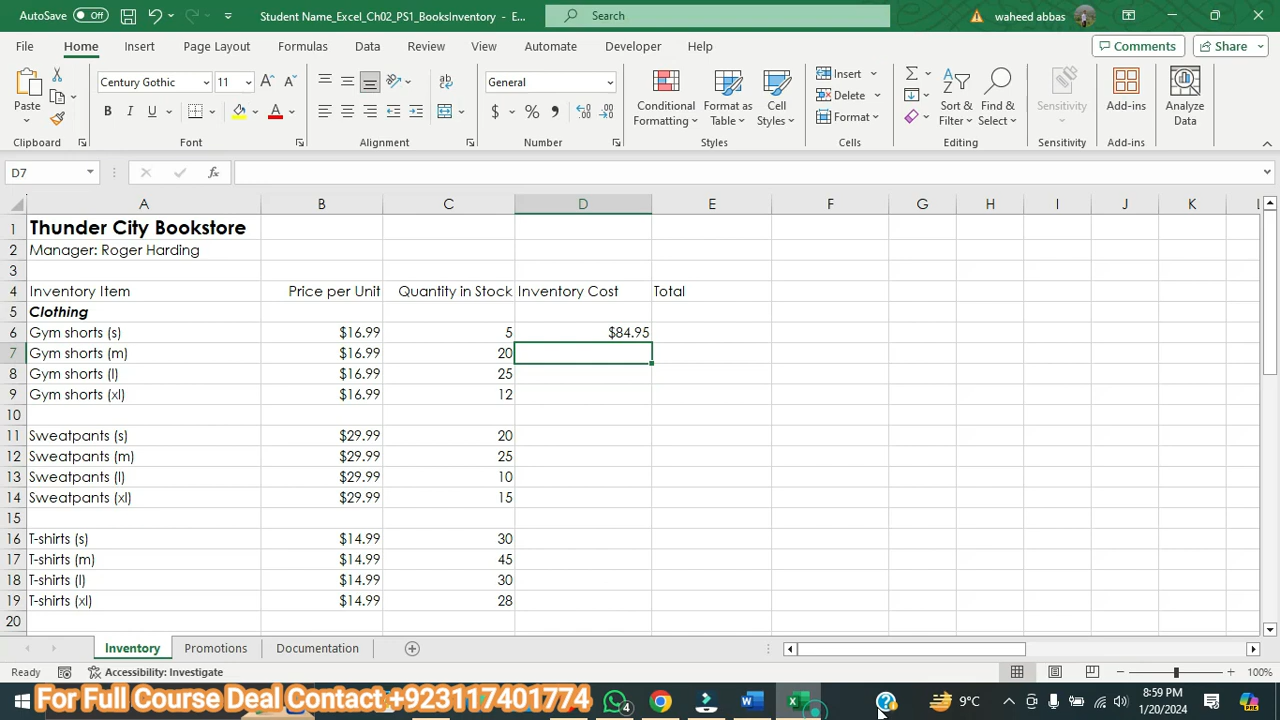 AutoSave Off Student Name_Excel_Ch02_PS1_BooksInventory - E... Search waheed abbas
File Home Insert Page Layout Formulas Data Review View Automate Developer Help Comments Share
Paste Century Gothic 11 General Conditional Formatting Format as Table Cell Styles Insert Delete Format Sort & Filter Find & Select Sensitivity Add-ins Analyze Data
Clipboard Font Alignment Number Styles Cells Editing Sensitivity Add-ins
D7 fx
A B C D E F G H I J K L
1 Thunder City Bookstore
2 Manager: Roger Harding
3
4 Inventory Item Price per Unit Quantity in Stock Inventory Cost Total
5 Clothing
6 Gym shorts (s) $16.99 5 $84.95
7 Gym shorts (m) $16.99 20
8 Gym shorts (l) $16.99 25
9 Gym shorts (xl) $16.99 12
10
11 Sweatpants (s) $29.99 20
12 Sweatpants (m) $29.99 25
13 Sweatpants (l) $29.99 10
14 Sweatpants (xl) $29.99 15
15
16 T-shirts (s) $14.99 30
17 T-shirts (m) $14.99 45
18 T-shirts (l) $14.99 30
19 T-shirts (xl) $14.99 28
20
Inventory Promotions Documentation
Ready Accessibility: Investigate 100%
For Full Course Deal Contact +923117401774 4 9°C 8:59 PM
1/20/2024